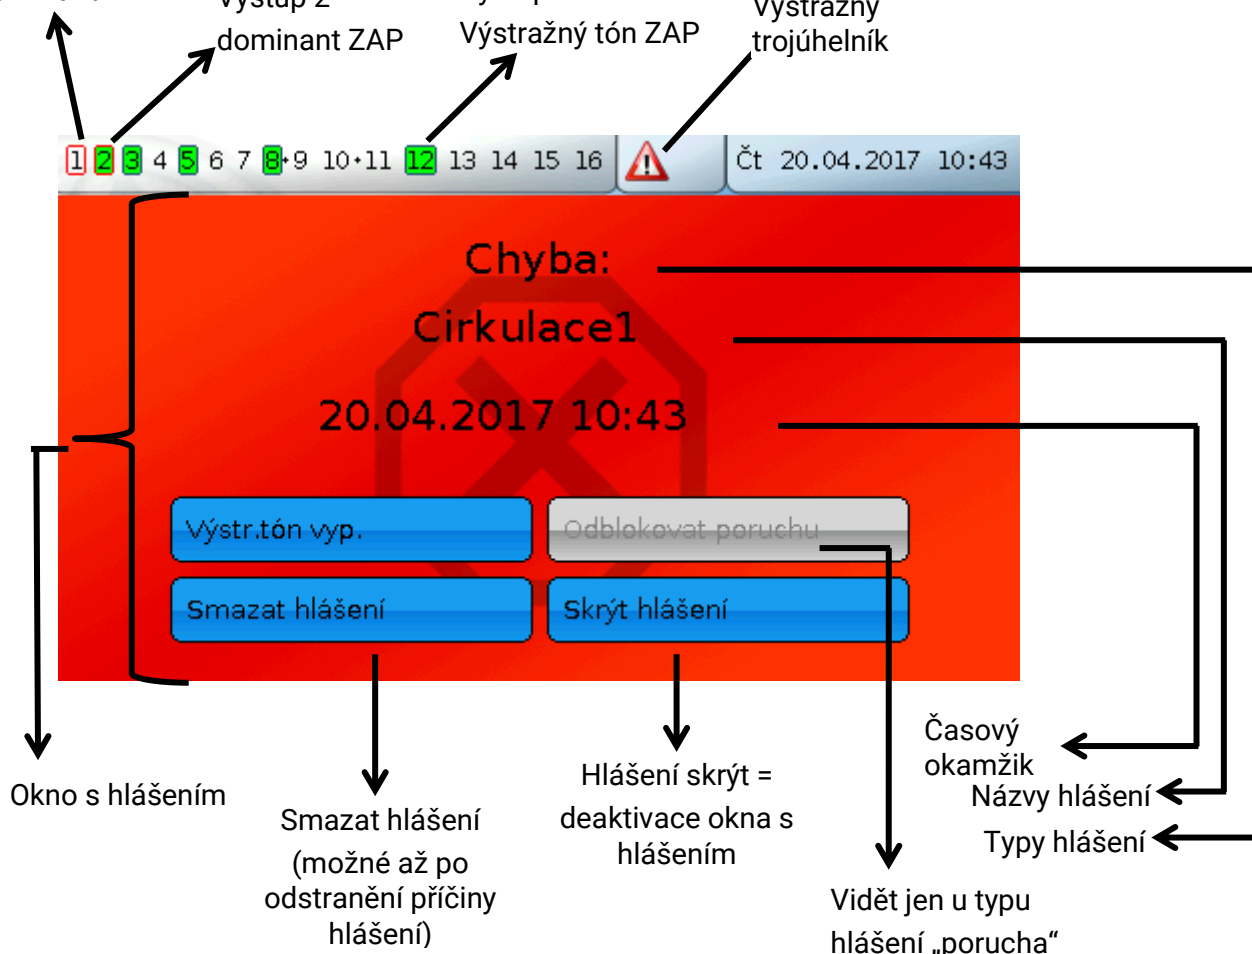 Výstup 2
dominant ZAP
Výstražný tón ZAP
Výstražný
trojúhelník
1 2 3 4 5 6 7 8+9 10+11 12 13 14 15 16
Čt 20.04.2017 10:43
Chyba:
Cirkulace1
20.04.2017 10:43
Výstr.tón vyp.
Odblokovat poruchu
Smazat hlášení
Skrýt hlášení
Okno s hlášením
Smazat hlášení
(možné až po
odstranění příčiny
hlášení)
Hlášení skrýt =
deaktivace okna s
hlášením
Časový
okamžik
Názvy hlášení
Typy hlášení
Vidět jen u typu
hlášení „porucha“